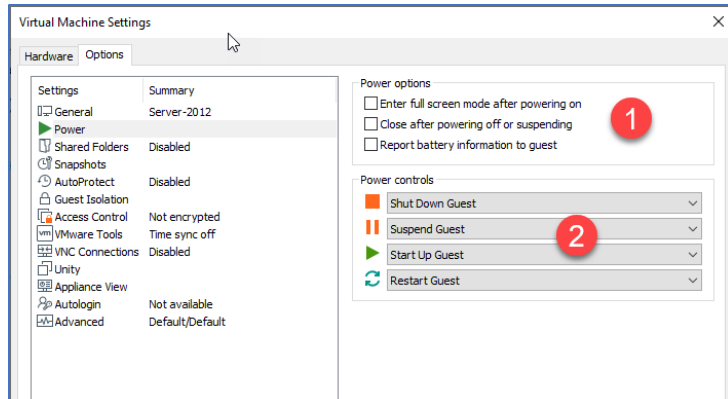 Virtual Machine Settings
Hardware Options
Settings Summary
General Server-2012
Power
Shared Folders Disabled
Snapshots
AutoProtect Disabled
Guest Isolation
Access Control Not encrypted
vm VMware Tools Time sync off
VNC Connections Disabled
Unity
Appliance View
Autologin Not available
Advanced Default/Default
Power options
Enter full screen mode after powering on
Close after powering off or suspending
Report battery information to guest
1
Power controls
Shut Down Guest
Suspend Guest
2
Start Up Guest
Restart Guest